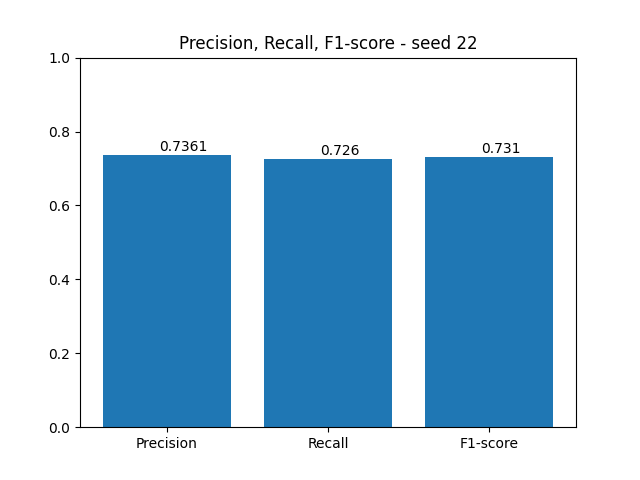 Precision, Recall, F1-score - seed 22
1.0
0.8
0.6
0.4
0.2
0.0
0.7361
0.726
0.731
Precision
Recall
F1-score